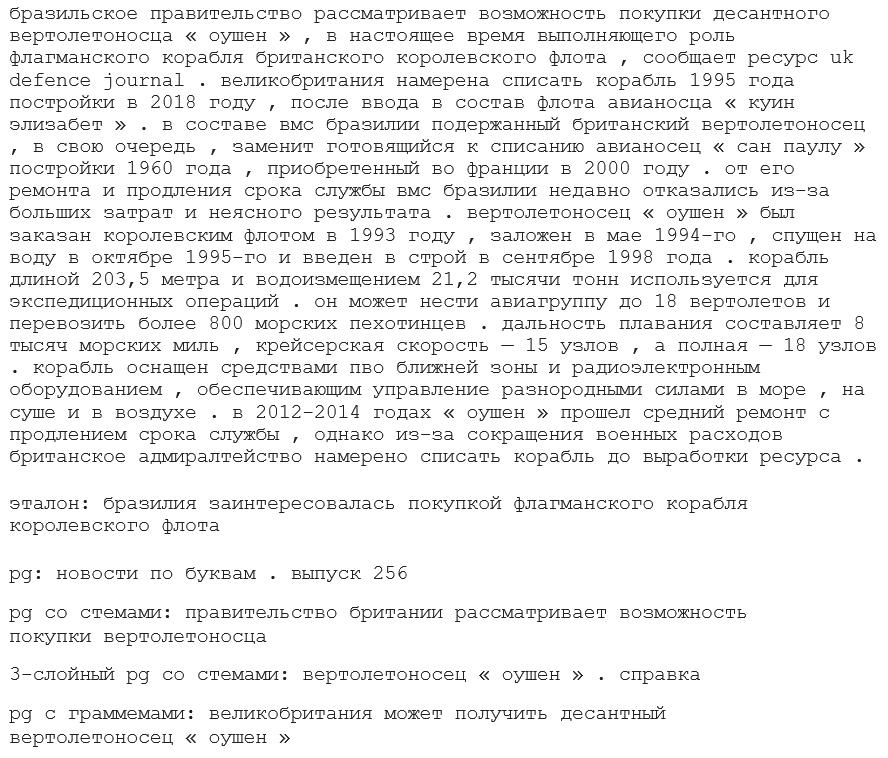 бразильское правительство рассматривает возможность покупки десантного
вертолетоносца « оушен » , в настоящее время выполняющего роль
флагманского корабля британского королевского флота , сообщает ресурс uk
defence journal . великобритания намерена списать корабль 1995 года
постройки в 2018 году , после ввода в состав флота авианосца « куин
элизабет » . в составе вмс бразилии подержанный британский вертолетоносец
, в свою очередь , заменит готовящийся к списанию авианосец « сан паулу »
постройки 1960 года , приобретенный во франции в 2000 году . от его
ремонта и продления срока службы вмс бразилии недавно отказались из-за
больших затрат и неясного результата . вертолетоносец « оушен » был
заказан королевским флотом в 1993 году , заложен в мае 1994-го , спущен на
воду в октябре 1995-го и введен в строй в сентябре 1998 года . корабль
длиной 203,5 метра и водоизмещением 21,2 тысячи тонн используется для
экспедиционных операций . он может нести авиагруппу до 18 вертолетов и
перевозить более 800 морских пехотинцев . дальность плавания составляет 8
тысяч морских миль , крейсерская скорость — 15 узлов , а полная — 18 узлов
. корабль оснащен средствами пво ближней зоны и радиоэлектронным
оборудованием , обеспечивающим управление разнородными силами в море , на
суше и в воздухе . в 2012-2014 годах « оушен » прошел средний ремонт с
продлением срока службы , однако из-за сокращения военных расходов
британское адмиралтейство намерено списать корабль до выработки ресурса .
эталон: бразилия заинтересовалась покупкой флагманского корабля
королевского флота
pg: новости по буквам . выпуск 256
pg со стемами: правительство британии рассматривает возможность
покупки вертолетоносца
3-слойный pg со стемами: вертолетоносец « оушен » . справка
pg с граммемами: великобритания может получить десантный
вертолетоносец « оушен »